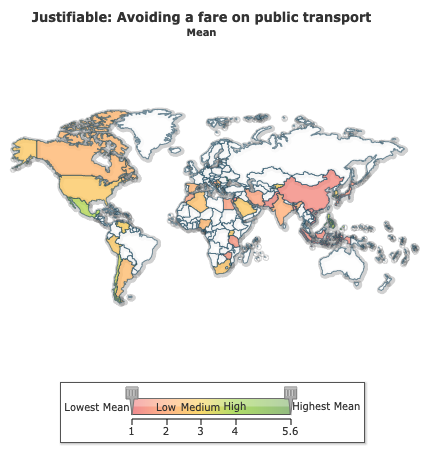 Justifiable: Avoiding a fare on public transport
Mean
Lowest Mean Low Medium High Highest Mean
1 2 3 4 5.6